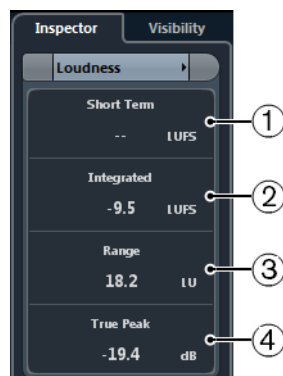 Inspector Visibility
Loudness
Short Term
-- LUFS
1
Integrated
-9.5 LUFS
2
Range
18.2 LU
3
True Peak
-19.4 dB
4